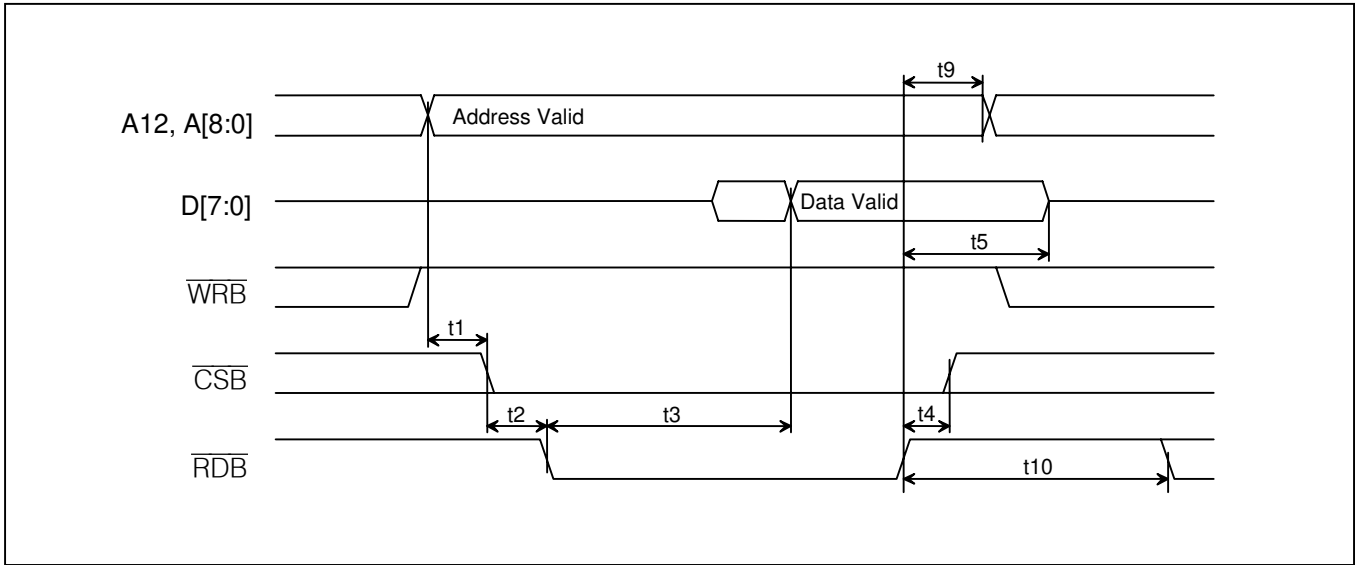 t9
A12, A[8:0]
Address Valid
D[7:0]
Data Valid
t5
WRB
t1
CSB
t2
t3
t4
RDB
t10